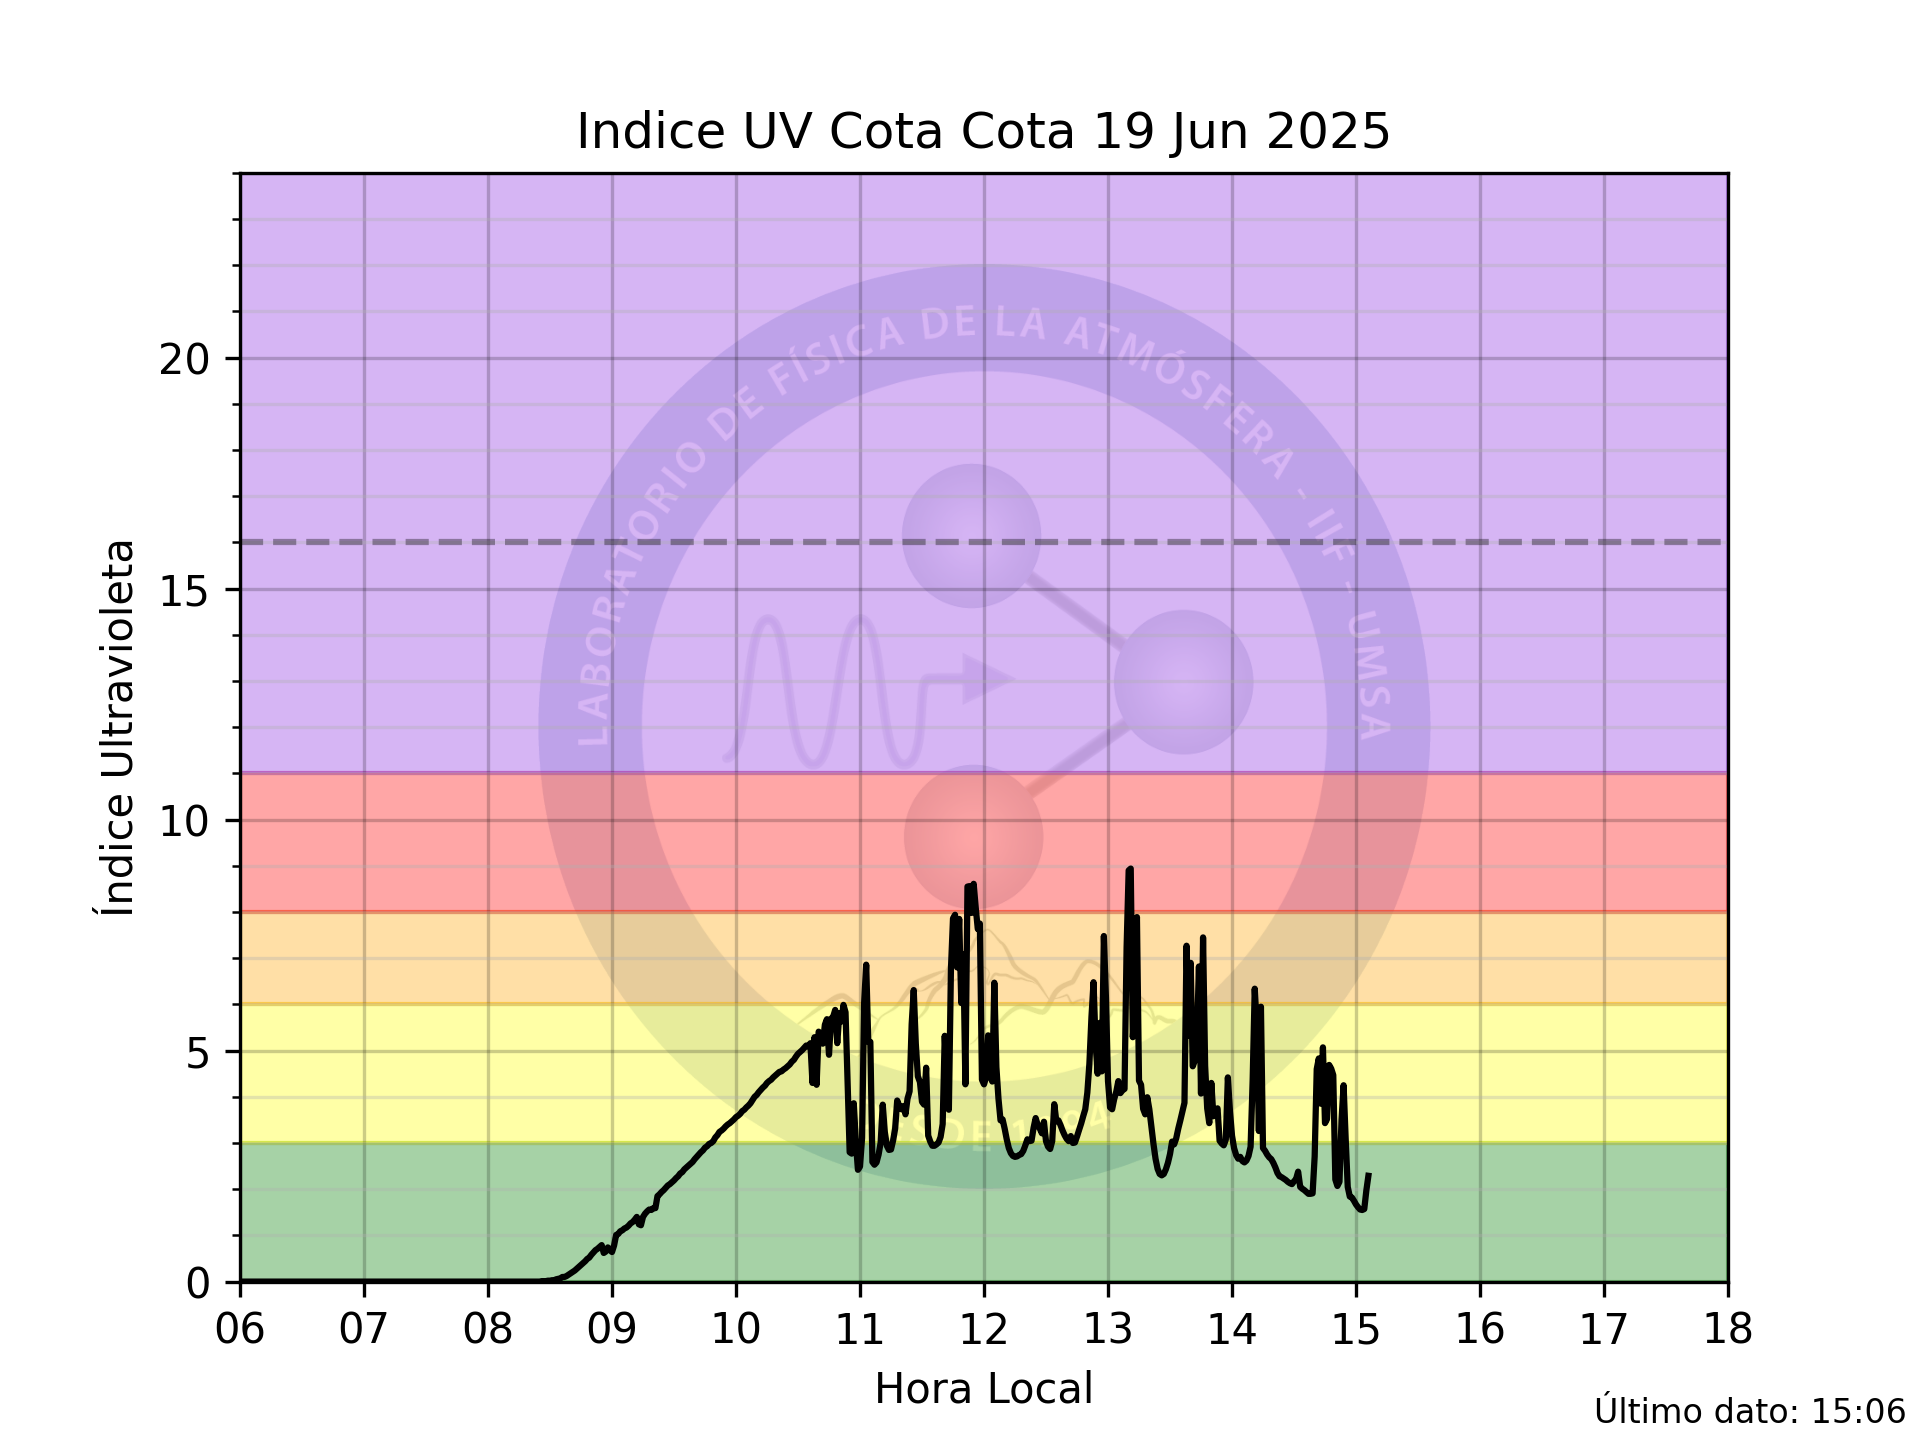 Indice UV Cota Cota 19 Jun 2025
Índice Ultravioleta
20
15
10
5
0
LABORATORIO DE FÍSICA DE LA ATMÓSFERA - IIF - UMSA
06 07 08 09 10 11 12 13 14 15 16 17 18
Hora Local
Último dato: 15:06